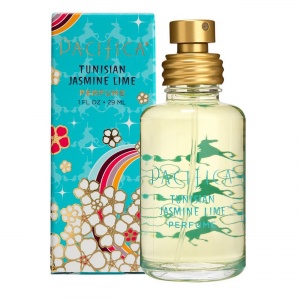 PACIFICA
TUNISIAN
JASMINE LIME
PERFUME
1 FL OZ • 29 ML
PACIFICA
TUNISIAN
JASMINE LIME
PERFUME